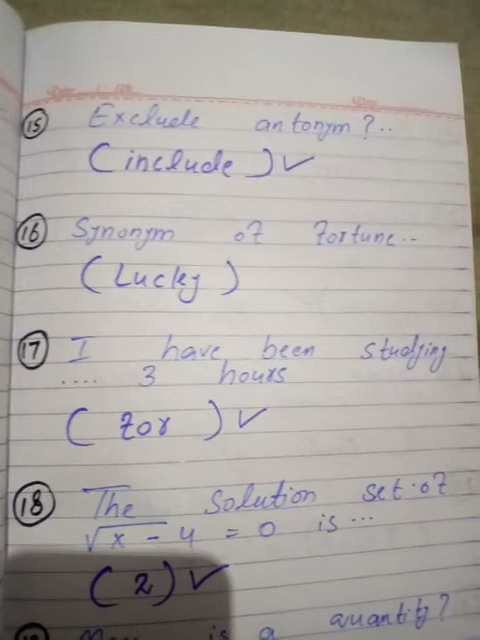 15 Exclude antonym?..
(include) ✓
16 Synonym of fortune..
(Lucky)
17 I have been studying
.... 3 hours
(for) ✓
18 The Solution set of
√x - 4 = 0 is ...
(2) ✓
is a quantity?